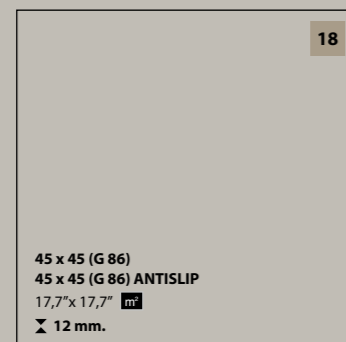 18
45 x 45 (G 86)
45 x 45 (G 86) ANTISLIP
17,7”x 17,7” m²
12 mm.